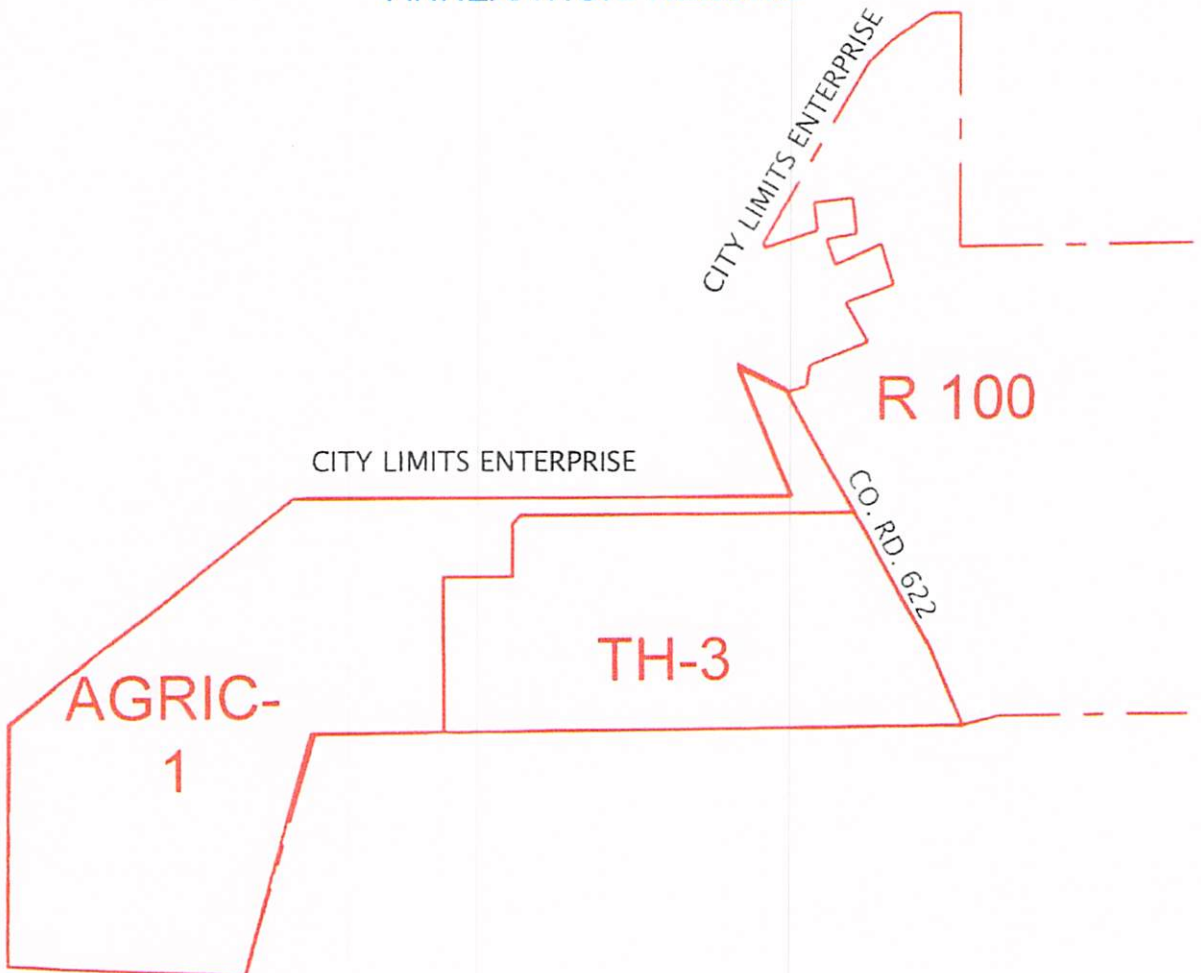 CITY LIMITS ENTERPRISE
R 100
CITY LIMITS ENTERPRISE
CO. RD. 622
TH-3
AGRIC-
1